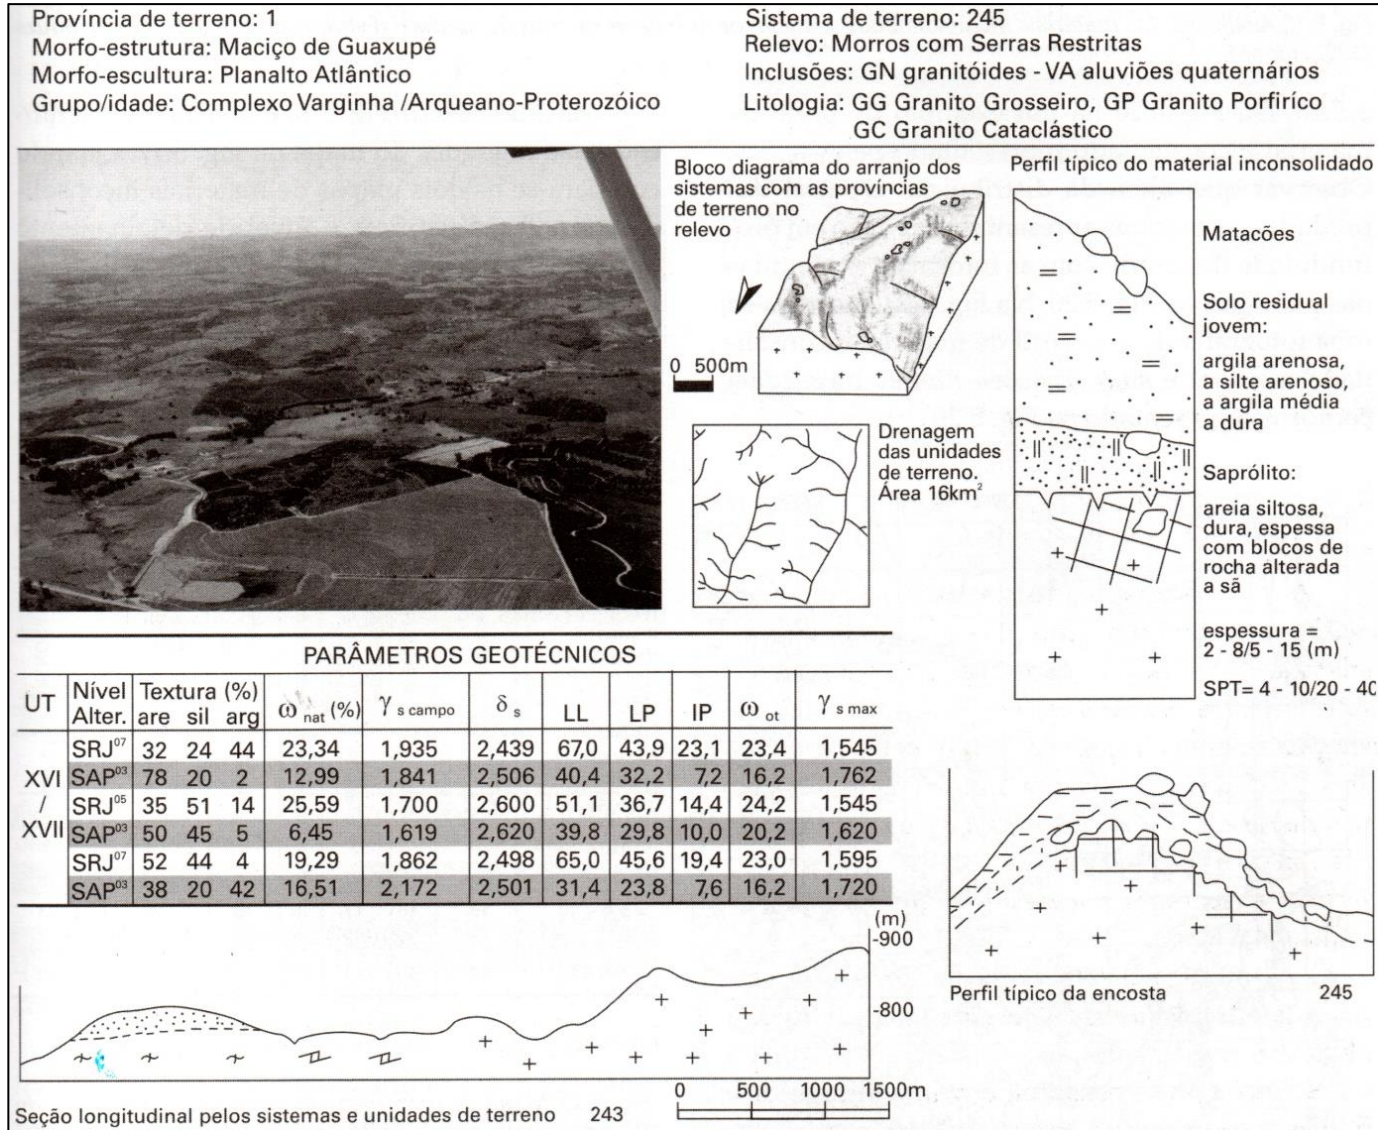 Província de terreno: 1
Morfo-estrutura: Maciço de Guaxupé
Morfo-escultura: Planalto Atlântico
Grupo/idade: Complexo Varginha /Arqueano-Proterozóico
Sistema de terreno: 245
Relevo: Morros com Serras Restritas
Inclusões: GN granitóides - VA aluviões quaternários
Litologia: GG Granito Grosseiro, GP Granito Porfiríco
GC Granito Cataclástico
Bloco diagrama do arranjo dos
sistemas com as províncias
de terreno no
relevo
0 500m
Drenagem
das unidades
de terreno.
Área 16km²
Perfil típico do material inconsolidado
Matacões
Solo residual
jovem:
argila arenosa,
a silte arenoso,
a argila média
a dura
Saprólito:
areia siltosa,
dura, espessa
com blocos de
rocha alterada
a sã
espessura =
2 - 8/5 - 15 (m)
SPT= 4 - 10/20 - 40
PARÂMETROS GEOTÉCNICOS
UT Nível Alter. Textura (%) are sil arg ω nat (%) γ s campo δ s LL LP IP ω ot γ s max
XVI / XVII
SRJ⁰⁷ 32 24 44 23,34 1,935 2,439 67,0 43,9 23,1 23,4 1,545
SAP⁰³ 78 20 2 12,99 1,841 2,506 40,4 32,2 7,2 16,2 1,762
SRJ⁰⁵ 35 51 14 25,59 1,700 2,600 51,1 36,7 14,4 24,2 1,545
SAP⁰³ 50 45 5 6,45 1,619 2,620 39,8 29,8 10,0 20,2 1,620
SRJ⁰⁷ 52 44 4 19,29 1,862 2,498 65,0 45,6 19,4 23,0 1,595
SAP⁰³ 38 20 42 16,51 2,172 2,501 31,4 23,8 7,6 16,2 1,720
(m)
-900
-800
0 500 1000 1500m
Seção longitudinal pelos sistemas e unidades de terreno 243
Perfil típico da encosta 245